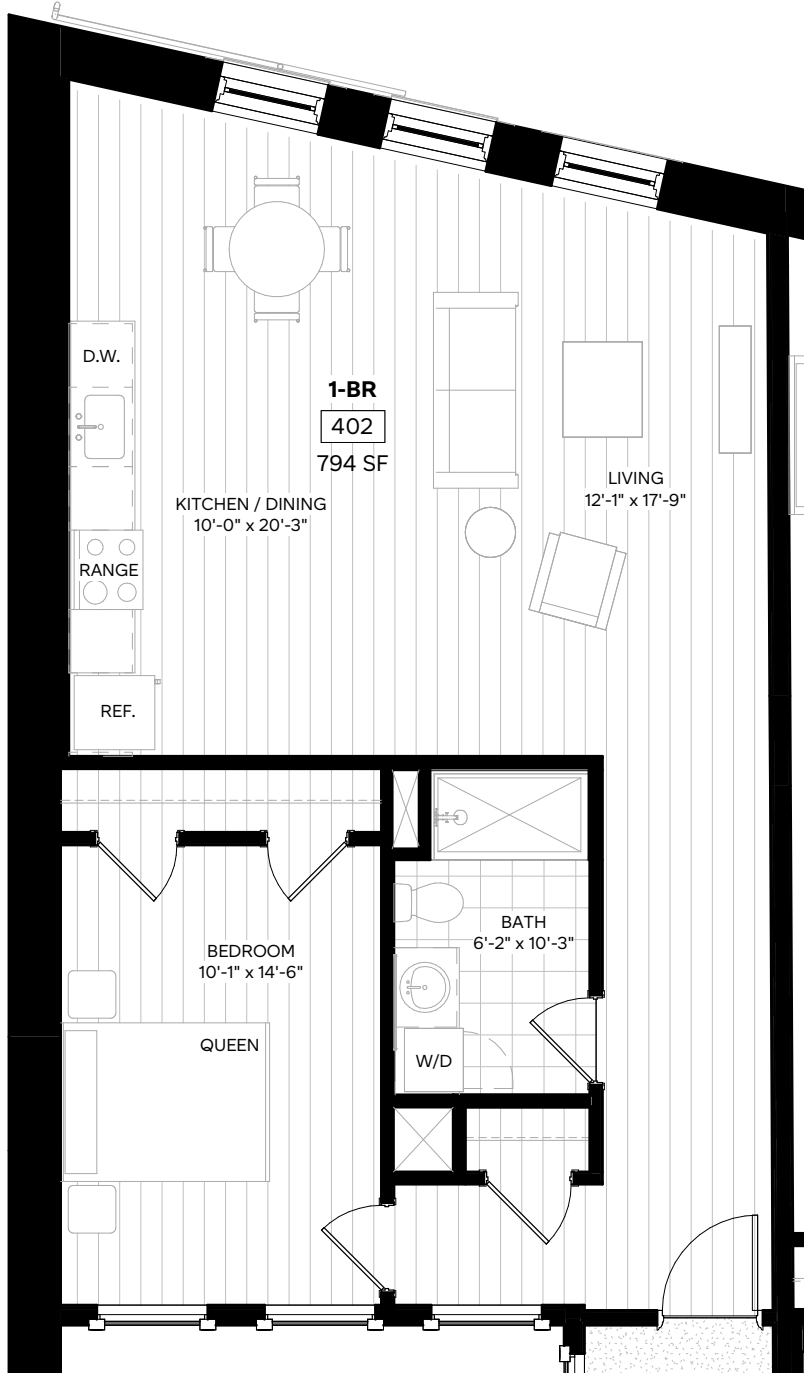 D.W.
1-BR
402
794 SF
KITCHEN / DINING
10'-0" x 20'-3"
LIVING
12'-1" x 17'-9"
RANGE
REF.
BATH
6'-2" x 10'-3"
BEDROOM
10'-1" x 14'-6"
QUEEN
W/D